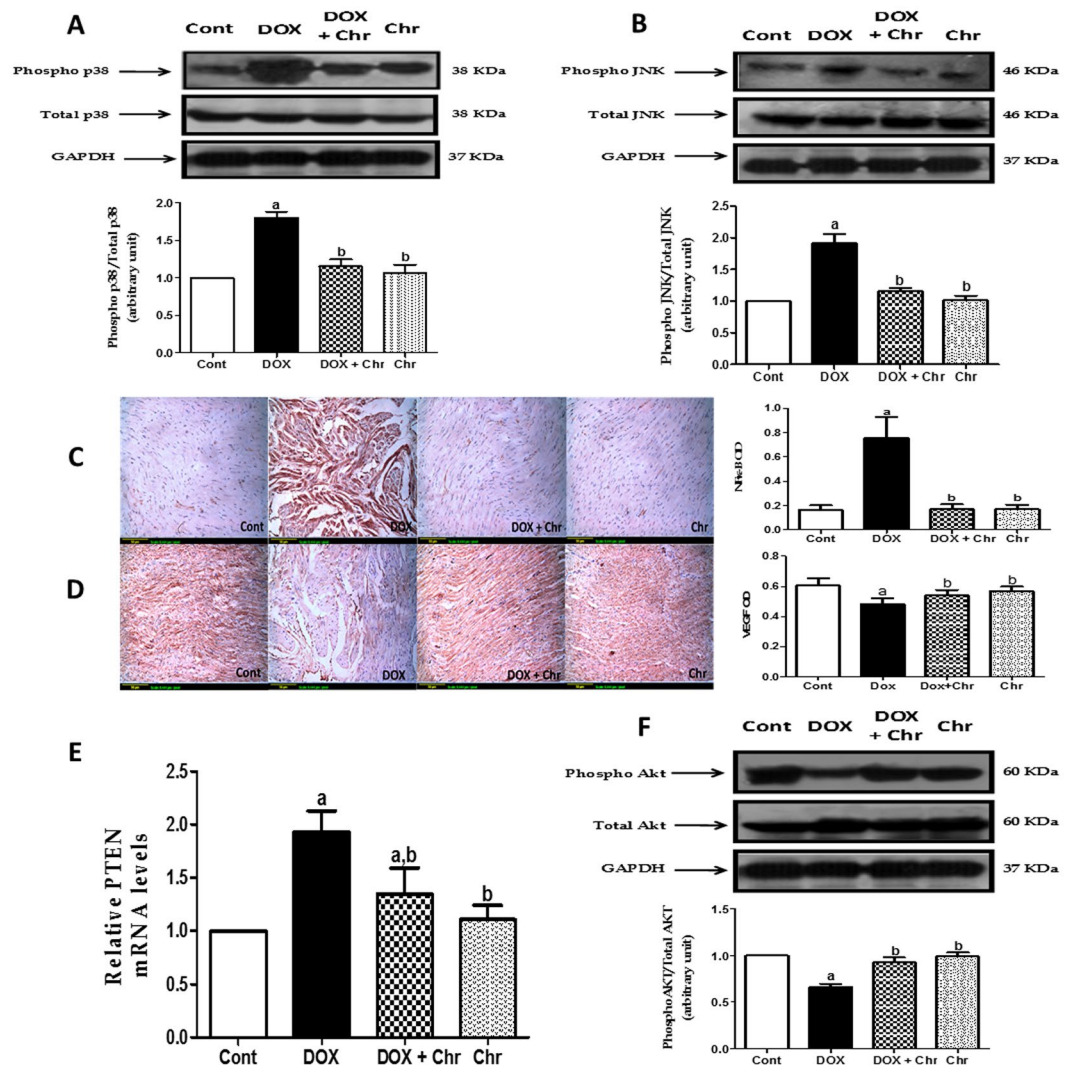 A
Cont DOX DOX + Chr Chr
Phospho p38
38 KDa
Total p38
38 KDa
GAPDH
37 KDa
Phospho p38/Total p38
(arbitrary unit)
2.0
1.5
1.0
0.5
0.0
a
b
b
Cont DOX DOX + Chr Chr
B
Cont DOX DOX + Chr Chr
Phospho JNK
46 KDa
Total JNK
46 KDa
GAPDH
37 KDa
Phospho JNK/Total JNK
(arbitrary unit)
2.5
2.0
1.5
1.0
0.5
0.0
a
b
b
Cont DOX DOX + Chr Chr
C
Cont DOX DOX + Chr Chr
1.0
0.8
0.6
0.4
0.2
0.0
a
b
b
Cont DOX DOX + Chr Chr
D
Cont DOX DOX + Chr Chr
VEGF OD
0.8
0.6
0.4
0.2
0.0
a
b
b
Cont Dox Dox+Chr Chr
E
Relative PTEN
mRNA levels
2.5
2.0
1.5
1.0
0.5
0.0
a
a,b
b
Cont DOX DOX + Chr Chr
F
Cont DOX DOX + Chr Chr
Phospho Akt
60 KDa
Total Akt
60 KDa
GAPDH
37 KDa
Phospho AKT/Total AKT
(arbitrary unit)
1.5
1.0
0.5
0.0
a
b
b
Cont DOX DOX + Chr Chr